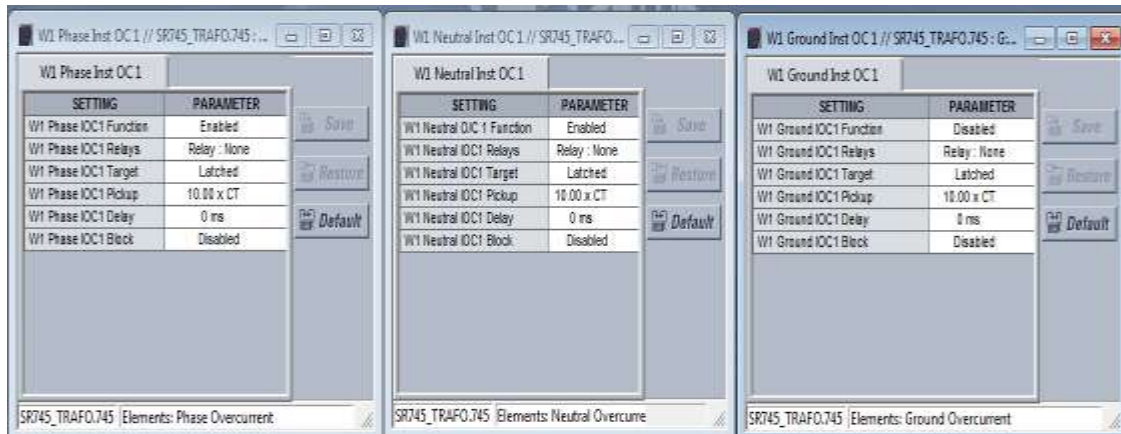 W1 Phase Inst OC 1 // SR745_TRAFO.745 : ...
W1 Phase Inst OC 1
SETTING PARAMETER
W1 Phase IOC1 Function Enabled
W1 Phase IOC1 Relays Relay : None
W1 Phase IOC1 Target Latched
W1 Phase IOC1 Pickup 10.00 x CT
W1 Phase IOC1 Delay 0 ms
W1 Phase IOC1 Block Disabled
Save
Restore
Default
SR745_TRAFO.745 Elements: Phase Overcurrent
W1 Neutral Inst OC 1 // SR745_TRAFO....
W1 Neutral Inst OC 1
SETTING PARAMETER
W1 Neutral O/C 1 Function Enabled
W1 Neutral IOC1 Relays Relay : None
W1 Neutral IOC1 Target Latched
W1 Neutral IOC1 Pickup 10.00 x CT
W1 Neutral IOC1 Delay 0 ms
W1 Neutral IOC1 Block Disabled
Save
Restore
Default
SR745_TRAFO.745 Elements: Neutral Overcurre
W1 Ground Inst OC 1 // SR745_TRAFO.745 : G...
W1 Ground Inst OC 1
SETTING PARAMETER
W1 Ground IOC1 Function Disabled
W1 Ground IOC1 Relays Relay : None
W1 Ground IOC1 Target Latched
W1 Ground IOC1 Pickup 10.00 x CT
W1 Ground IOC1 Delay 0 ms
W1 Ground IOC1 Block Disabled
Save
Restore
Default
SR745_TRAFO.745 Elements: Ground Overcurrent